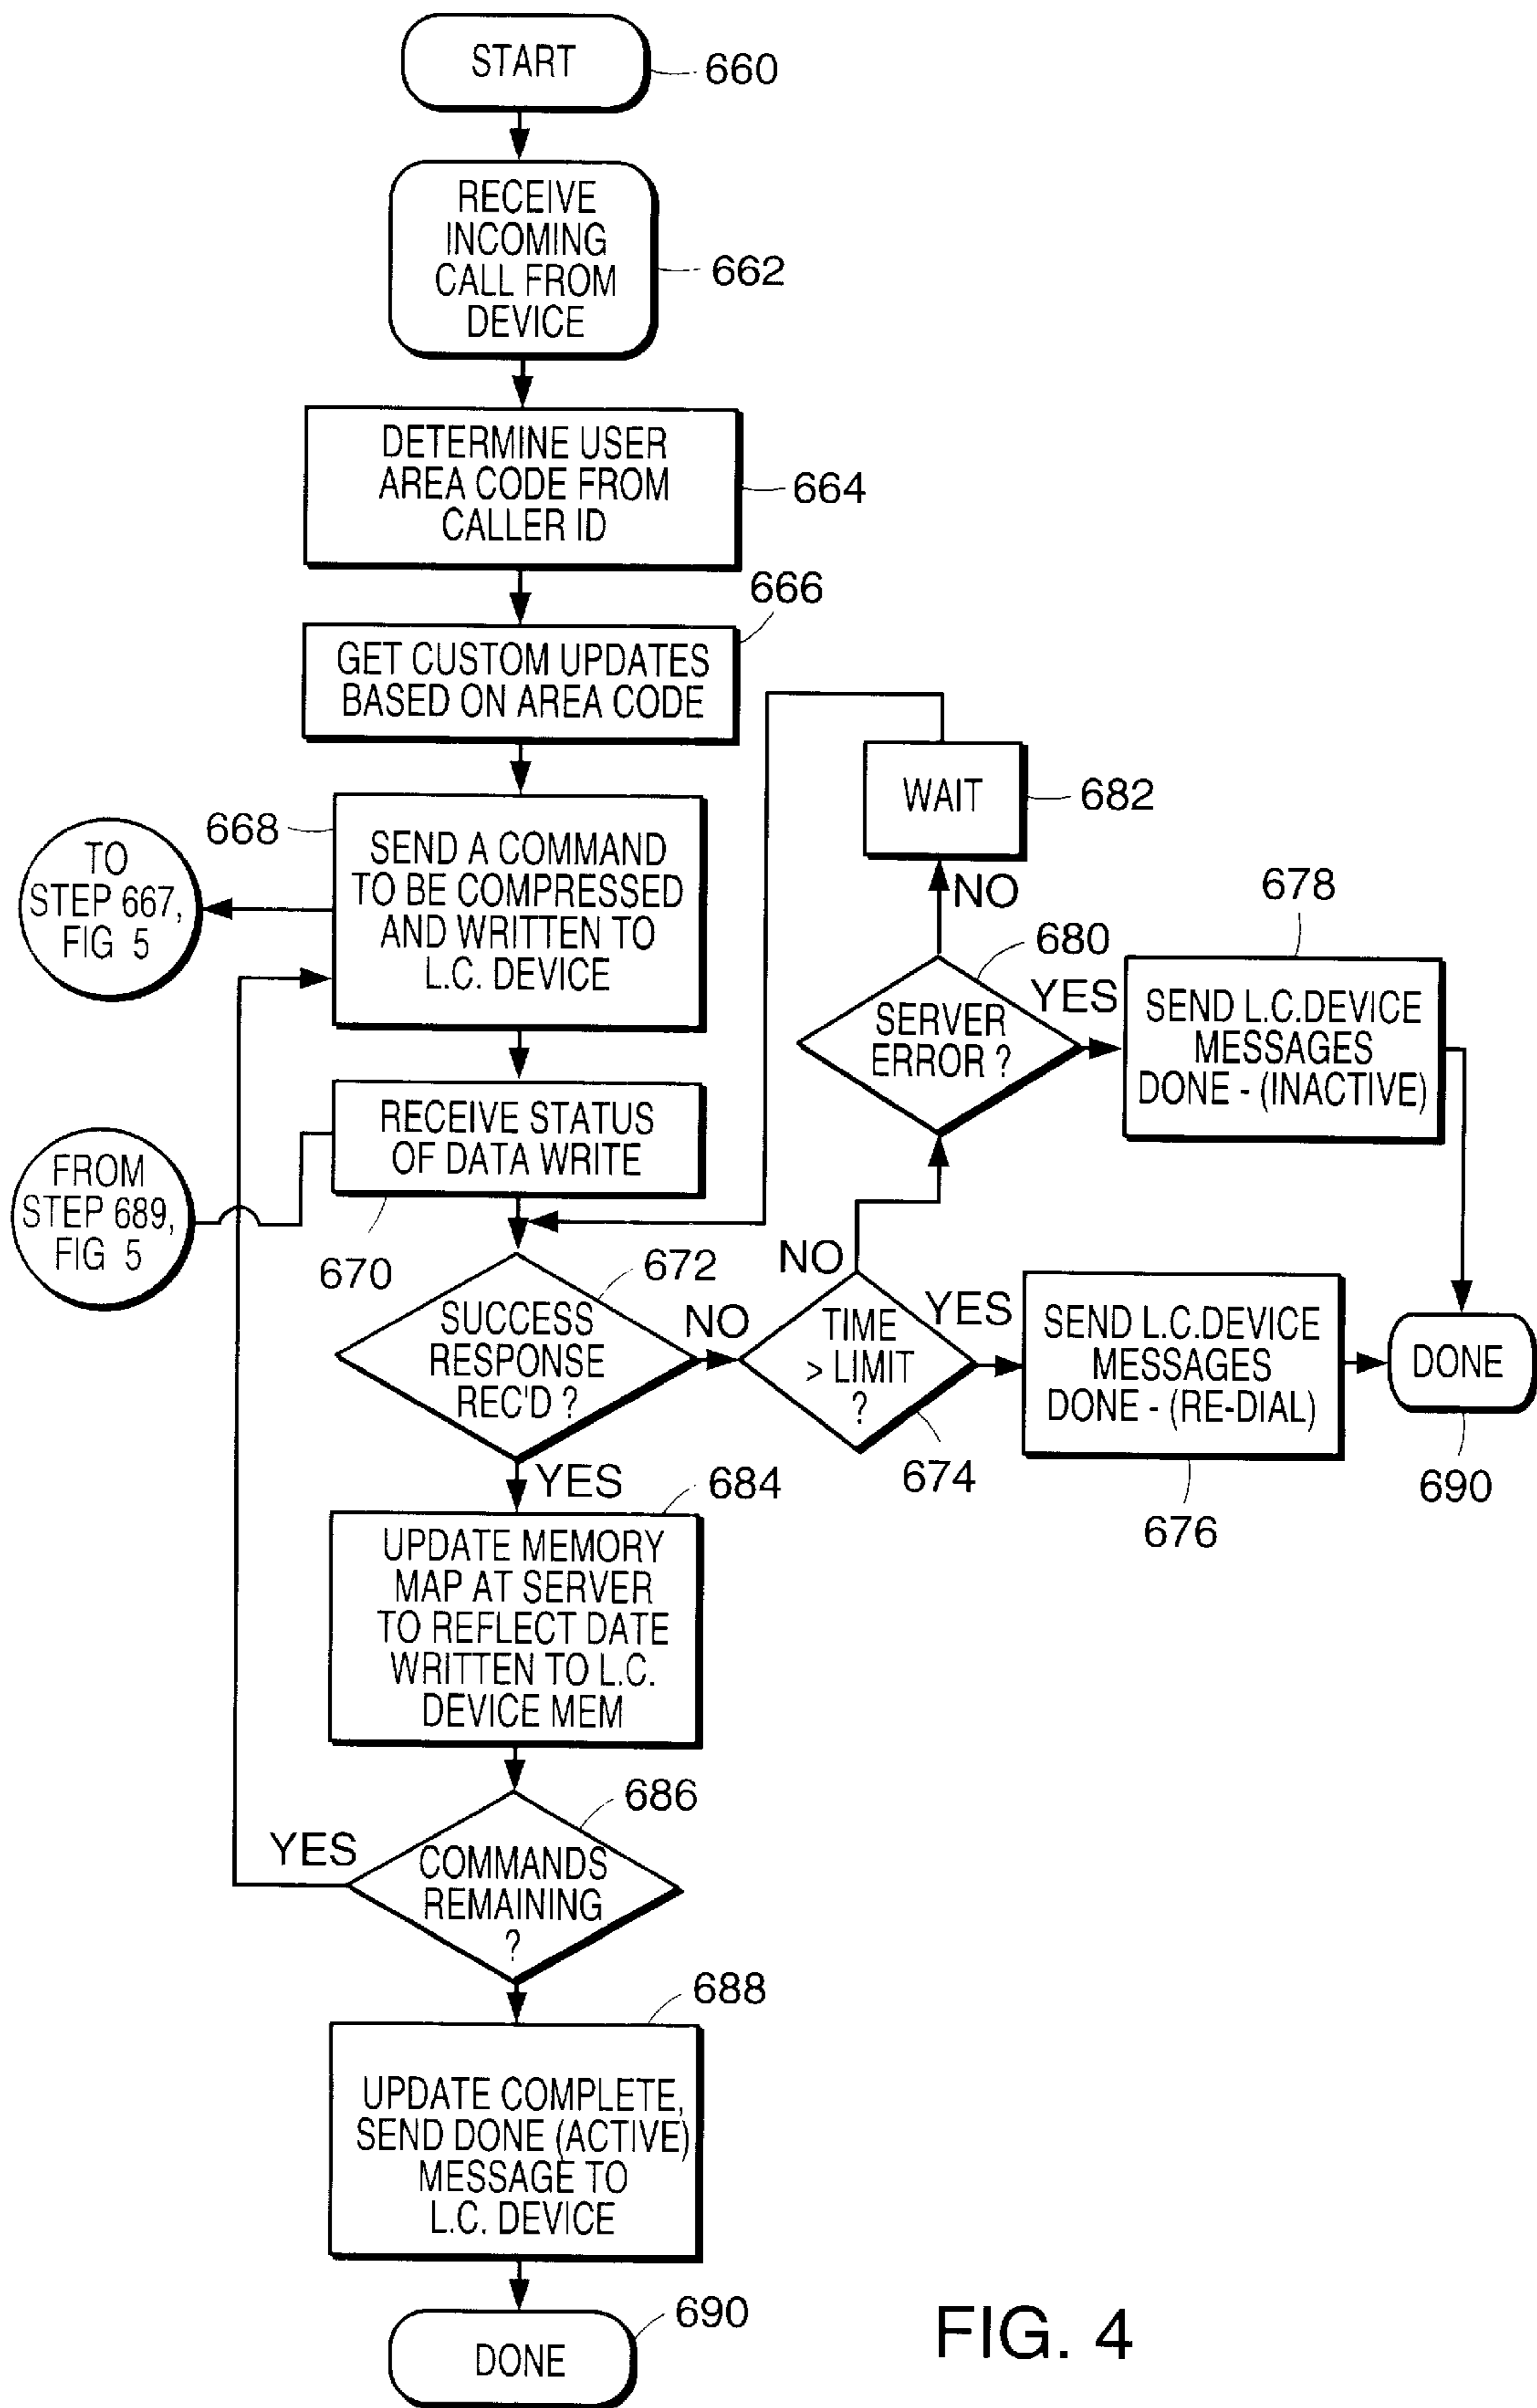 START
660
RECEIVE
INCOMING
CALL FROM
DEVICE
662
DETERMINE USER
AREA CODE FROM
CALLER ID
664
666
GET CUSTOM UPDATES
BASED ON AREA CODE
WAIT
682
668
SEND A COMMAND
TO BE COMPRESSED
AND WRITTEN TO
L.C. DEVICE
TO
STEP 667,
FIG 5
NO
678
680
SERVER
ERROR ?
YES
SEND L.C.DEVICE
MESSAGES
DONE - (INACTIVE)
RECEIVE STATUS
OF DATA WRITE
FROM
STEP 689,
FIG 5
670
672
SUCCESS
RESPONSE
REC'D ?
NO
NO
TIME
> LIMIT
?
674
YES
SEND L.C.DEVICE
MESSAGES
DONE - (RE-DIAL)
676
DONE
690
YES
684
UPDATE MEMORY
MAP AT SERVER
TO REFLECT DATE
WRITTEN TO L.C.
DEVICE MEM
686
YES
COMMANDS
REMAINING
?
688
UPDATE COMPLETE,
SEND DONE (ACTIVE)
MESSAGE TO
L.C. DEVICE
690
DONE
FIG. 4